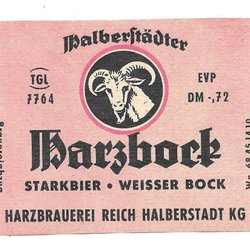 Halberstädter
TGL
7764
EVP
DM -,72
Harzbock
STARKBIER · WEISSER BOCK
HARZBRAUEREI REICH HALBERSTADT KG